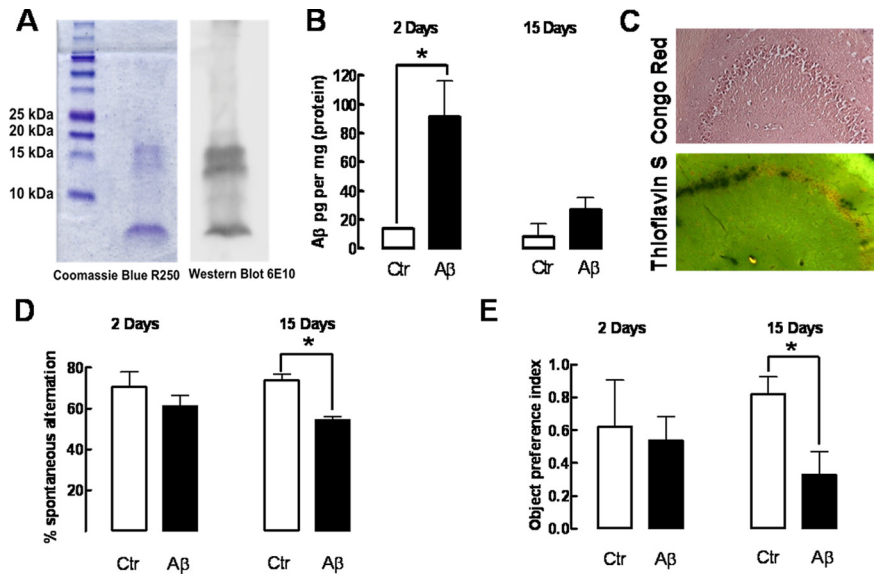 A
25 kDa
20 kDa
15 kDa
10 kDa
Coomasie Blue R250
Western Blot 6E10
B
2 Days
15 Days
*
Aβ pg per mg (protein)
120
100
80
60
40
20
0
Ctr
Aβ
Ctr
Aβ
C
Congo Red
Thioflavin S
D
2 Days
15 Days
*
% spontaneous alternation
80
60
40
20
Ctr
Aβ
Ctr
Aβ
E
2 Days
15 Days
*
Object preference index
1.0
0.8
0.6
0.4
0.2
0.0
Ctr
Aβ
Ctr
Aβ